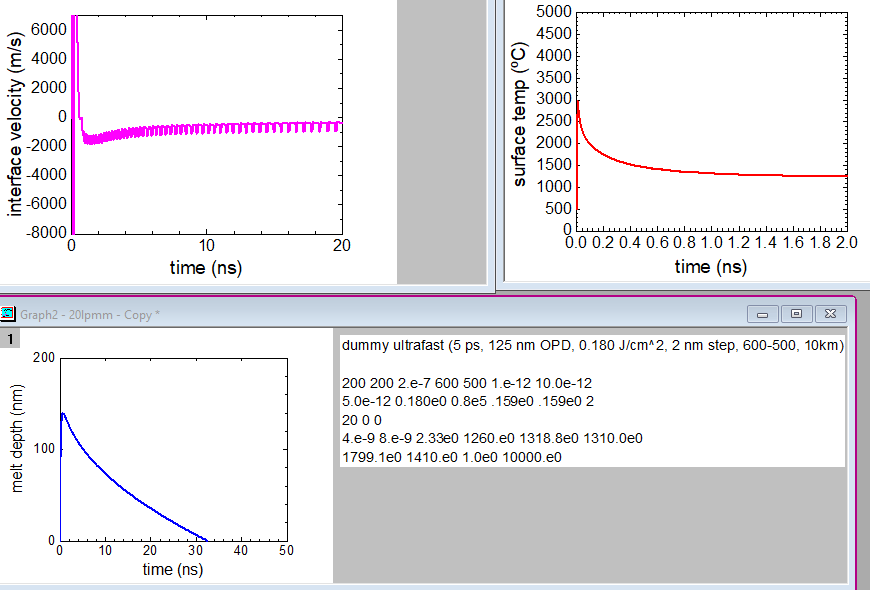 6000
4000
2000
0
-2000
-4000
-6000
-8000
interface velocity (m/s)
0 10 20
time (ns)
5000
4500
4000
3500
3000
2500
2000
1500
1000
500
0
surface temp (ºC)
0.0 0.2 0.4 0.6 0.8 1.0 1.2 1.4 1.6 1.8 2.0
time (ns)
Graph2 - 20lpmm - Copy *
1
200
100
0
melt depth (nm)
0 10 20 30 40 50
time (ns)
dummy ultrafast (5 ps, 125 nm OPD, 0.180 J/cm^2, 2 nm step, 600-500, 10km)
200 200 2.e-7 600 500 1.e-12 10.0e-12
5.0e-12 0.180e0 0.8e5 .159e0 .159e0 2
20 0 0
4.e-9 8.e-9 2.33e0 1260.e0 1318.8e0 1310.0e0
1799.1e0 1410.e0 1.0e0 10000.e0